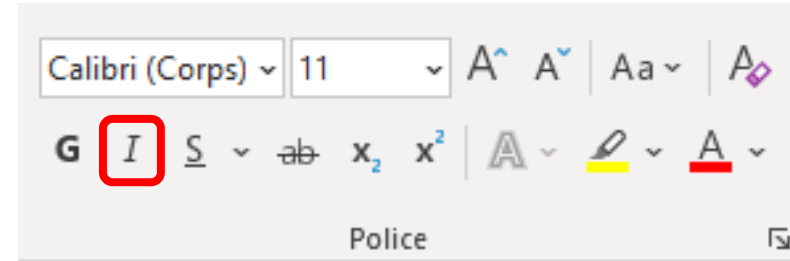 Calibri (Corps) 11 A A Aa A
G I S ab x₂ x² A A
Police